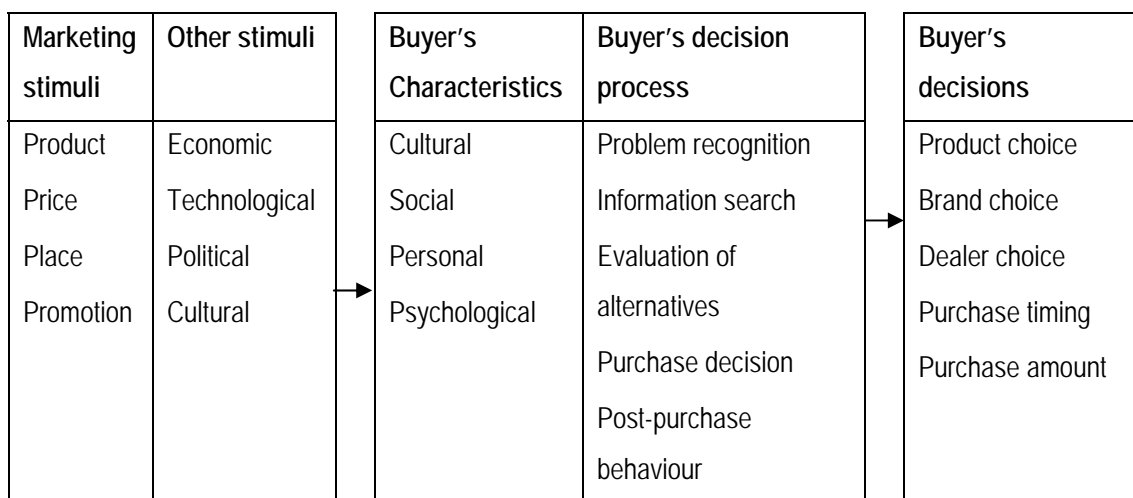 Marketing
stimuli
Other stimuli
Product
Price
Place
Promotion
Economic
Technological
Political
Cultural
Buyer's
Characteristics
Buyer's decision
process
Cultural
Social
Personal
Psychological
Problem recognition
Information search
Evaluation of
alternatives
Purchase decision
Post-purchase
behaviour
Buyer's
decisions
Product choice
Brand choice
Dealer choice
Purchase timing
Purchase amount